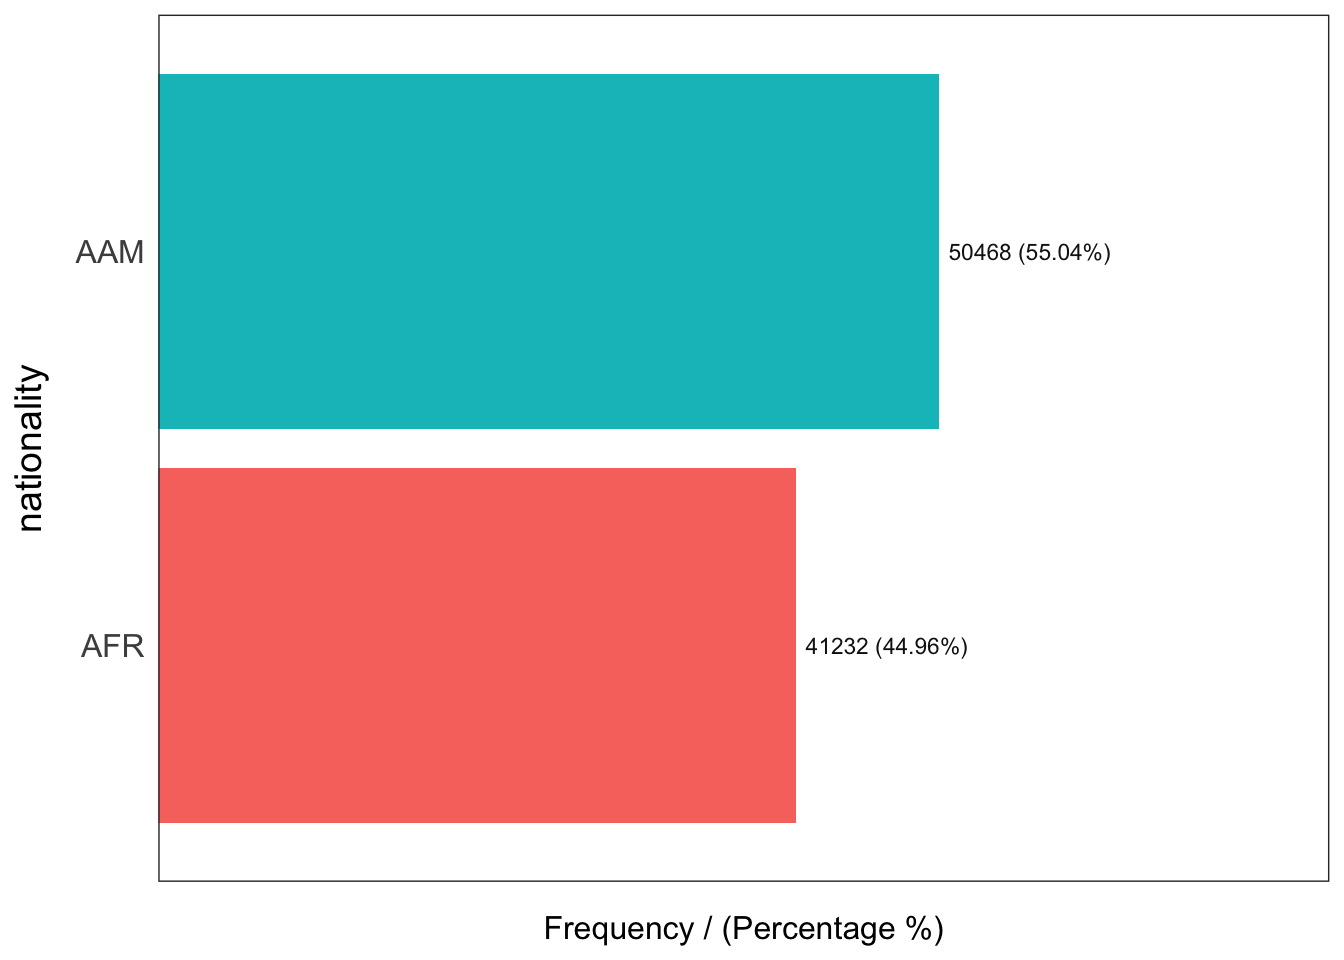 nationality
AAM
50468 (55.04%)
AFR
41232 (44.96%)
Frequency / (Percentage %)